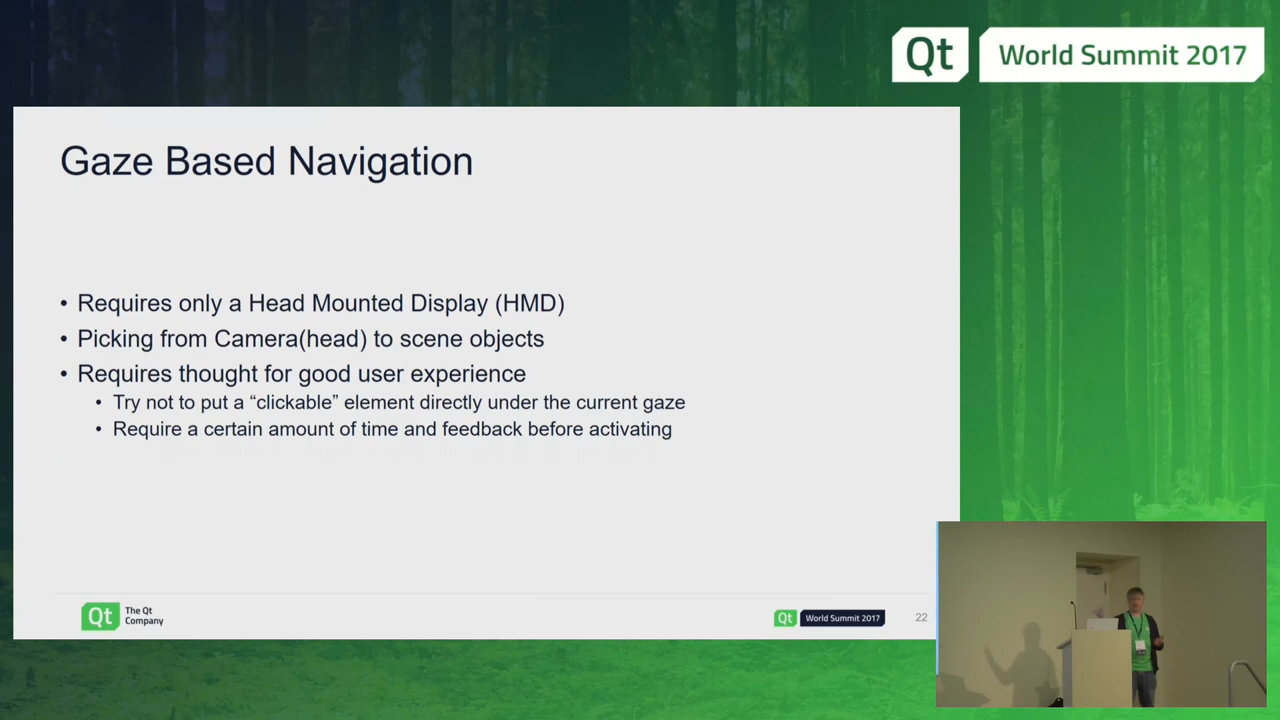 Qt World Summit 2017
Gaze Based Navigation
• Requires only a Head Mounted Display (HMD)
• Picking from Camera(head) to scene objects
• Requires thought for good user experience
• Try not to put a “clickable” element directly under the current gaze
• Require a certain amount of time and feedback before activating
Qt The Qt
Company
Qt World Summit 2017
22